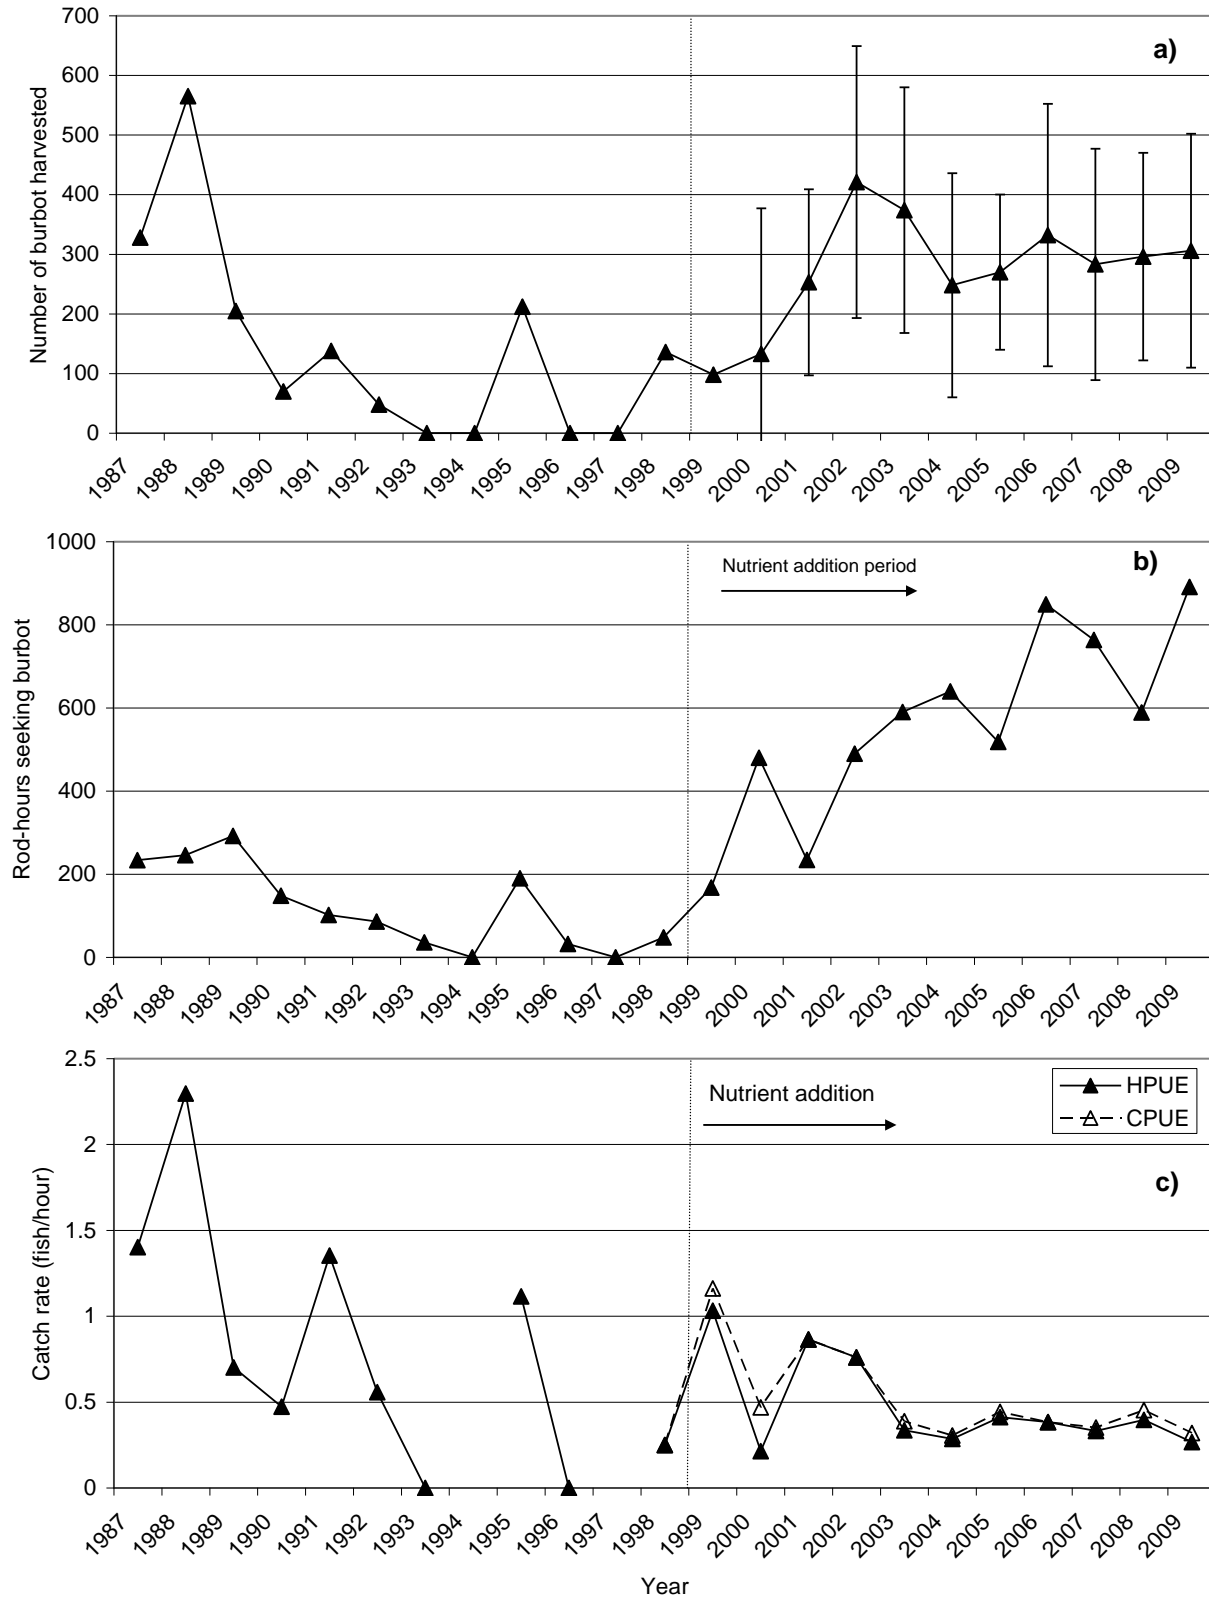 a)
Number of burbot harvested
700
600
500
400
300
200
100
0
1987 1988 1989 1990 1991 1992 1993 1994 1995 1996 1997 1998 1999 2000 2001 2002 2003 2004 2005 2006 2007 2008 2009
b)
Nutrient addition period
Rod-hours seeking burbot
1000
800
600
400
200
0
1987 1988 1989 1990 1991 1992 1993 1994 1995 1996 1997 1998 1999 2000 2001 2002 2003 2004 2005 2006 2007 2008 2009
Nutrient addition
HPUE
CPUE
c)
Catch rate (fish/hour)
2.5
2
1.5
1
0.5
0
1987 1988 1989 1990 1991 1992 1993 1994 1995 1996 1997 1998 1999 2000 2001 2002 2003 2004 2005 2006 2007 2008 2009
Year